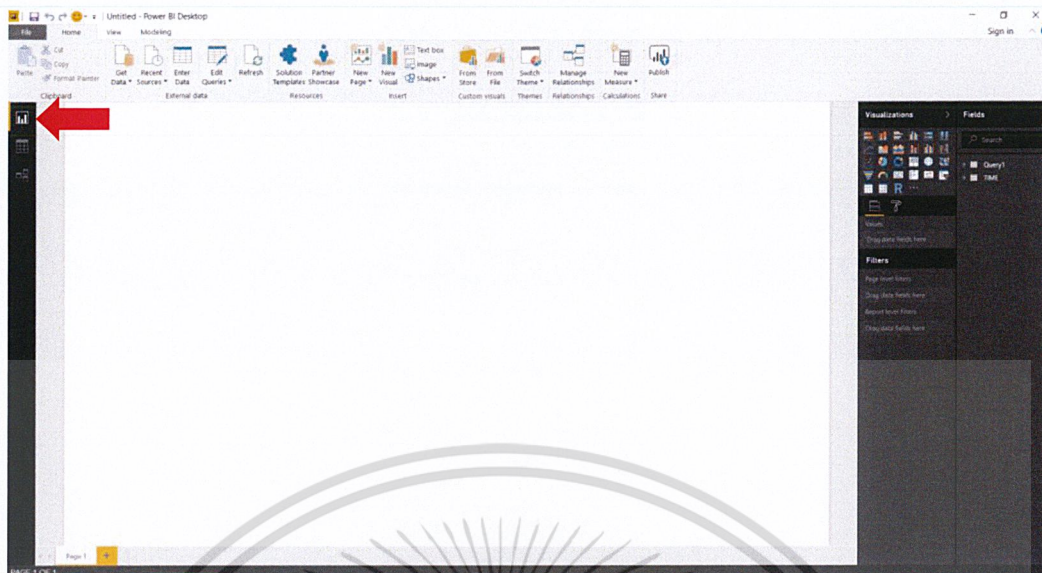 Untitled - Power BI Desktop
File Home View Modeling Sign in
Paste
Cut
Copy
Format Painter
Get Data
Recent Sources
Enter Data
Edit Queries
Refresh
Solution Templates
Partner Showcase
New Page
New Visual
Text box
Image
Shapes
From Store
From File
Switch Theme
Manage Relationships
New Measure
Publish
Clipboard External data Resources Insert Custom visuals Themes Relationships Calculations Share
Visualizations
Values
Drag data fields here
Filters
Page level filters
Drag data fields here
Report level filters
Drag data fields here
Fields
Search
Query1
TIME
R
Page 1
PAGE 1 OF 1